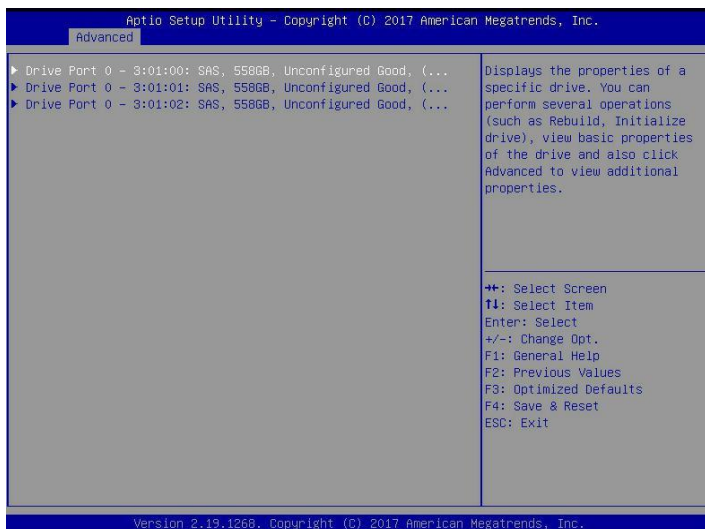 Aptio Setup Utility – Copyright (C) 2017 American Megatrends, Inc.
Advanced
▶ Drive Port 0 – 3:01:00: SAS, 558GB, Unconfigured Good, (...
▶ Drive Port 0 – 3:01:01: SAS, 558GB, Unconfigured Good, (...
▶ Drive Port 0 – 3:01:02: SAS, 558GB, Unconfigured Good, (...
Displays the properties of a
specific drive. You can
perform several operations
(such as Rebuild, Initialize
drive), view basic properties
of the drive and also click
Advanced to view additional
properties.
→←: Select Screen
↑↓: Select Item
Enter: Select
+/–: Change Opt.
F1: General Help
F2: Previous Values
F3: Optimized Defaults
F4: Save & Reset
ESC: Exit
Version 2.19.1268. Copyright (C) 2017 American Megatrends, Inc.